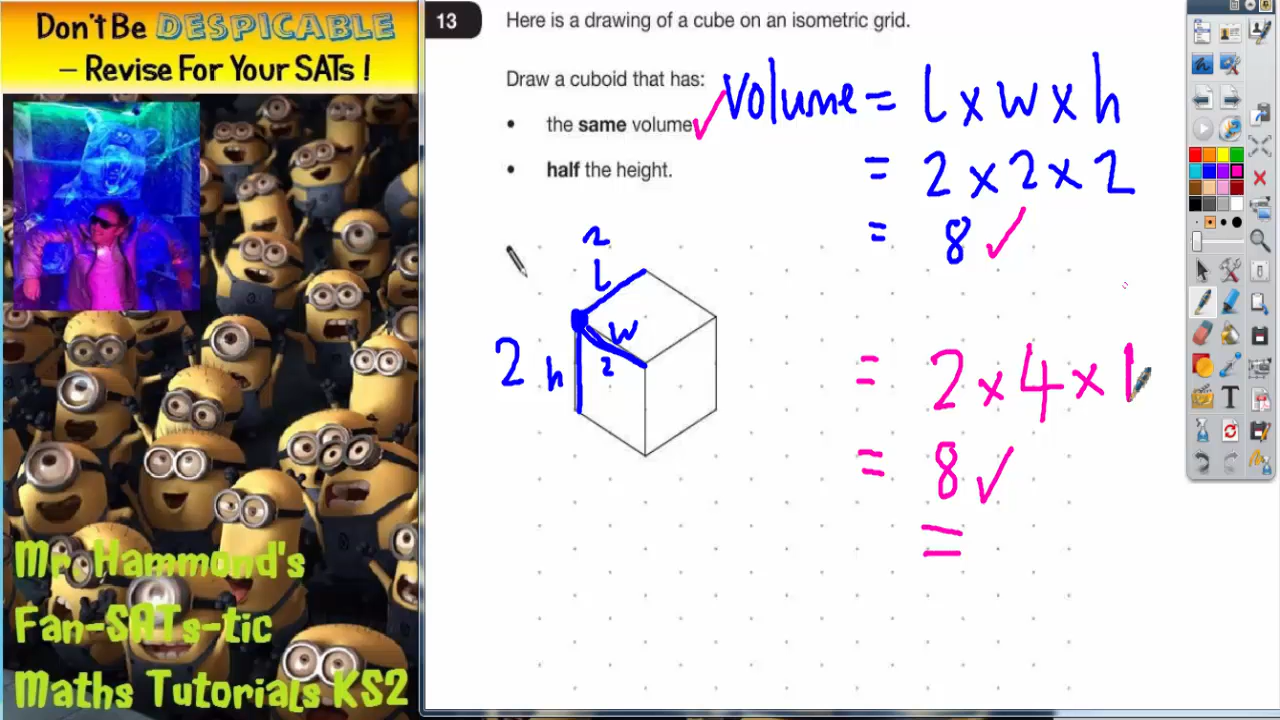 Don't Be DESPICABLE
– Revise For Your SATs !
Mr. Hammond's
Fan-SATs-tic
Maths Tutorials KS2
13 Here is a drawing of a cube on an isometric grid.
Draw a cuboid that has:
• the same volume ✓
• half the height.
Volume = l x w x h
= 2 x 2 x 2
= 8 ✓
2
l
w
2
2 h
= 2 x 4 x 1
= 8 ✓
T